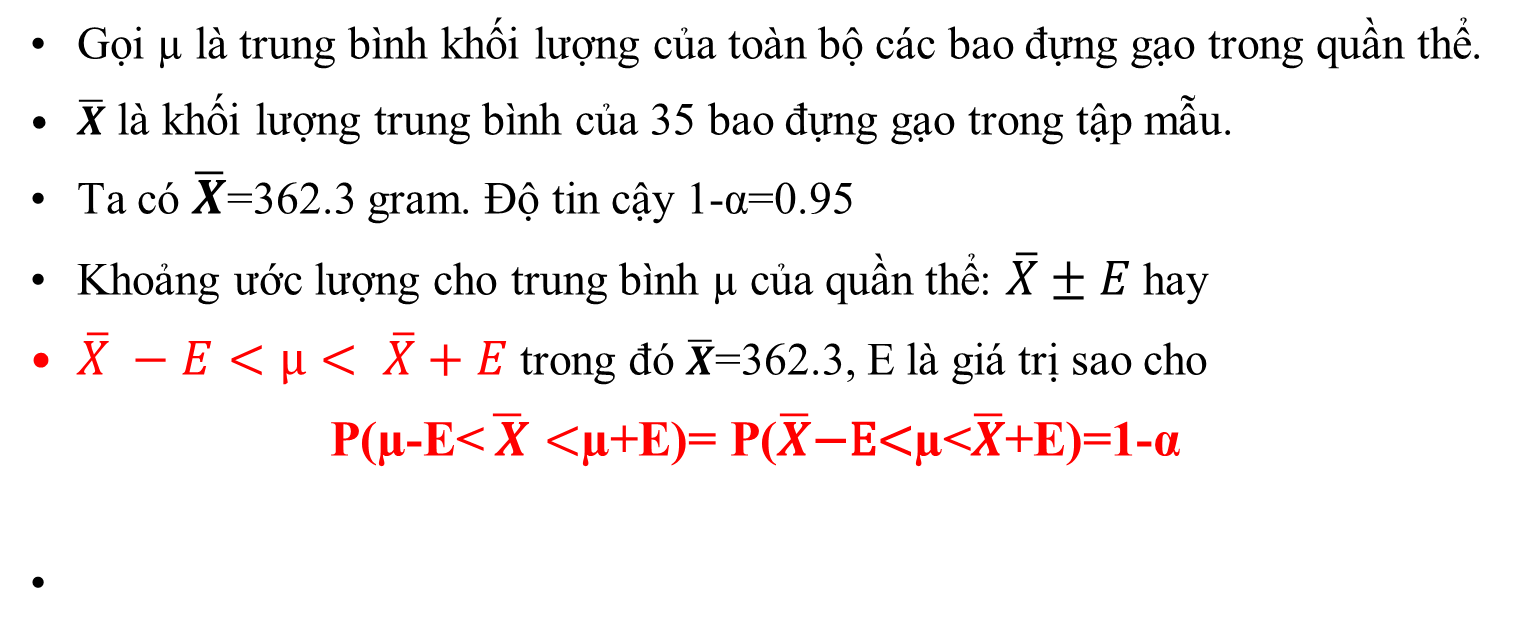 • Gọi μ là trung bình khối lượng của toàn bộ các bao đựng gạo trong quần thể.
• X̅ là khối lượng trung bình của 35 bao đựng gạo trong tập mẫu.
• Ta có X̅=362.3 gram. Độ tin cậy 1-α=0.95
• Khoảng ước lượng cho trung bình μ của quần thể: X̅ ± E hay
• X̅ − E < μ < X̅ + E trong đó X̅=362.3, E là giá trị sao cho
P(μ-E< X̅ <μ+E)= P(X̅−E<μ<X̅+E)=1-α
•